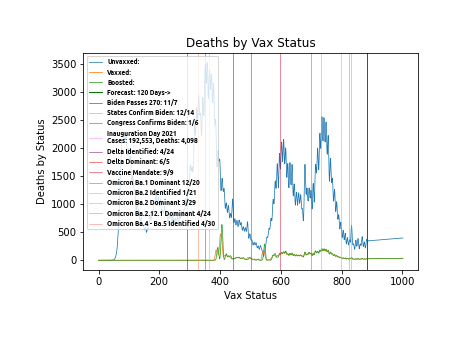 Deaths by Vax Status
Deaths by Status
3500
3000
2500
2000
1500
1000
500
0
Unvaxxed:
Vaxxed:
Boosted:
Forecast: 120 Days->
Biden Passes 270: 11/7
States Confirm Biden: 12/14
Congress Confirms Biden: 1/6
Inauguration Day 2021
Cases: 192,553, Deaths: 4,098
Delta Identified: 4/24
Delta Dominant: 6/5
Vaccine Mandate: 9/9
Omicron Ba.1 Dominant 12/20
Omicron Ba.2 Identified 1/21
Omicron Ba.2 Dominant 3/29
Omicron Ba.2.12.1 Dominant 4/24
Omicron Ba.4 - Ba.5 Identified 4/30
0 200 400 600 800 1000
Vax Status